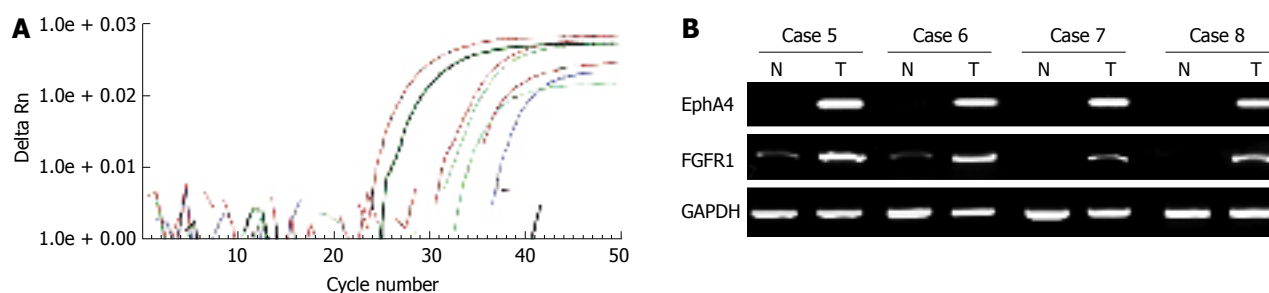 A
1.0e + 0.03
1.0e + 0.02
1.0e + 0.01
1.0e + 0.00
Delta Rn
10 20 30 40 50
Cycle number
B
Case 5 Case 6 Case 7 Case 8
N T N T N T N T
EphA4
FGFR1
GAPDH